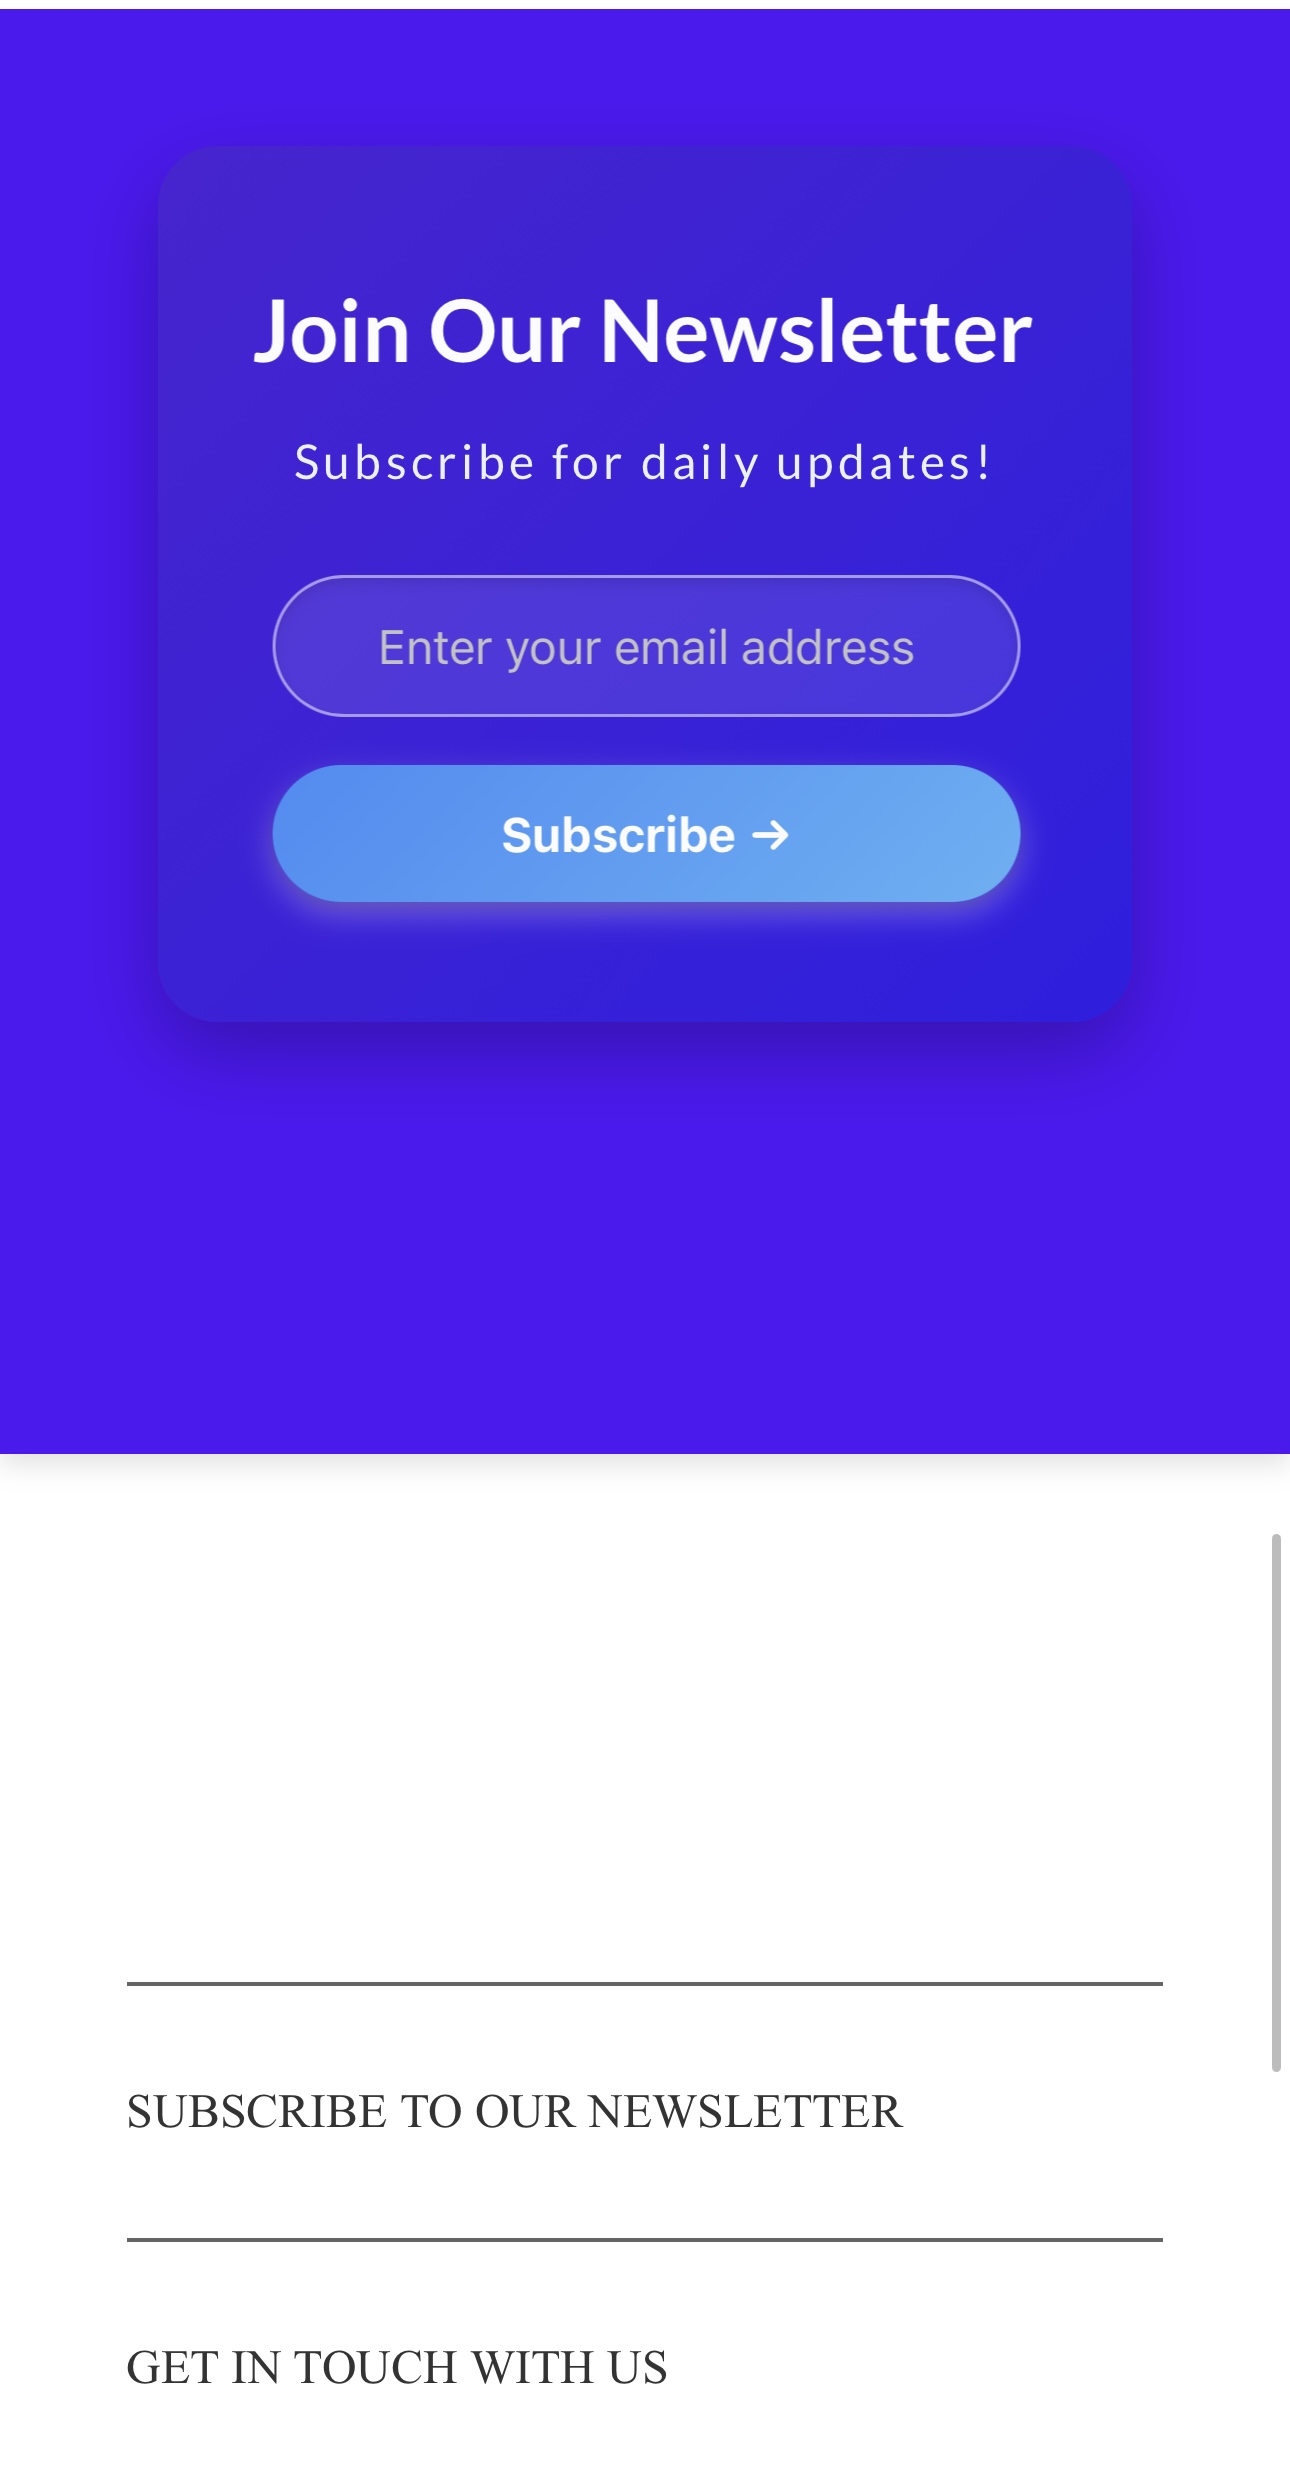 Join Our Newsletter
Subscribe for daily updates!
Enter your email address
Subscribe →
SUBSCRIBE TO OUR NEWSLETTER
GET IN TOUCH WITH US